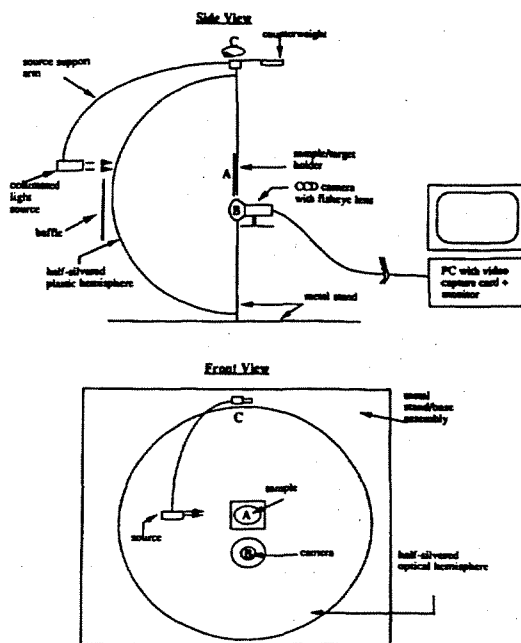 Side View
C
counterweight
source support
arm
sample/target
holder
A
CCD camera
with fisheye lens
B
collimated
light
source
baffle
half-silvered
plastic hemisphere
metal stand
PC with video
capture card +
monitor
Front View
metal
stand/base
assembly
C
sample
A
source
B
camera
half-silvered
optical hemisphere